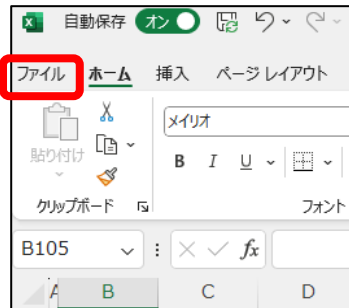 自動保存 オン
ファイル ホーム 挿入 ページ レイアウト
貼り付け
メイリオ
B I U
クリップボード フォント
B105 fx
A B C D